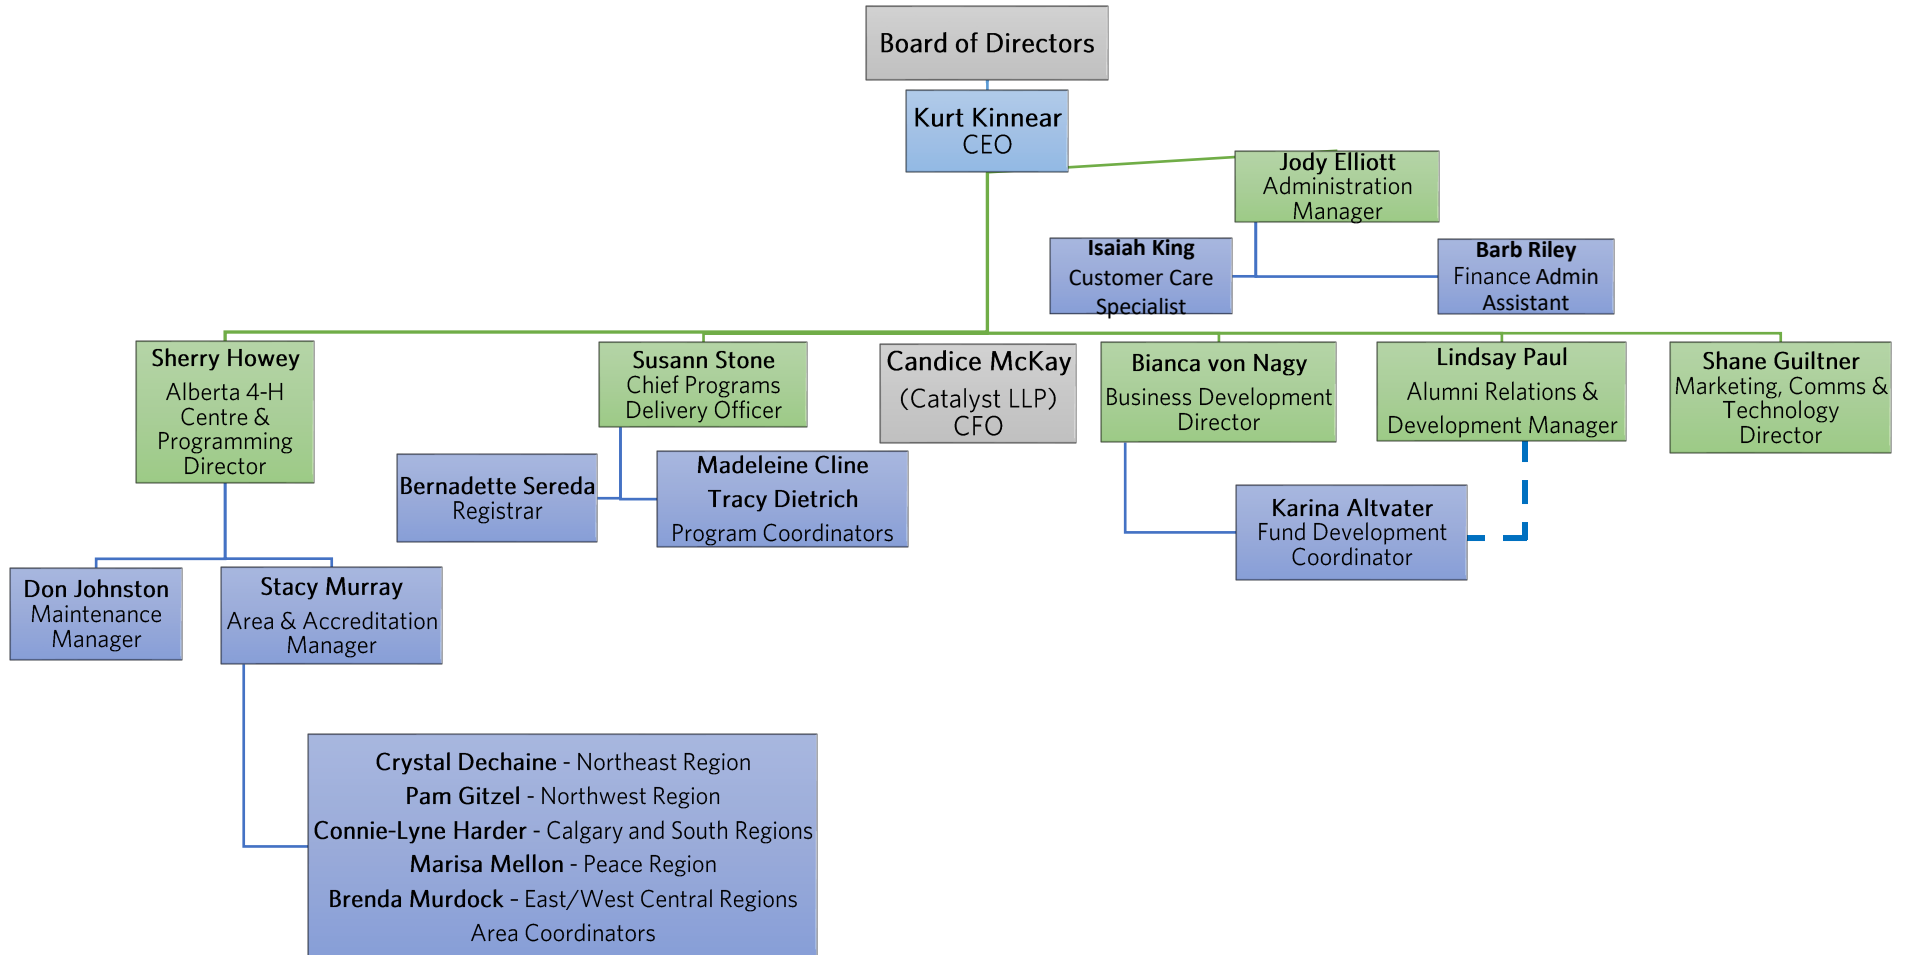 Board of Directors
Kurt Kinnear
CEO
Jody Elliott
Administration
Manager
Isaiah King
Customer Care
Specialist
Barb Riley
Finance Admin
Assistant
Sherry Howey
Alberta 4-H
Centre &
Programming
Director
Susann Stone
Chief Programs
Delivery Officer
Candice McKay
(Catalyst LLP)
CFO
Bianca von Nagy
Business Development
Director
Lindsay Paul
Alumni Relations &
Development Manager
Shane Guiltner
Marketing, Comms &
Technology
Director
Bernadette Sereda
Registrar
Madeleine Cline
Tracy Dietrich
Program Coordinators
Karina Altvater
Fund Development
Coordinator
Don Johnston
Maintenance
Manager
Stacy Murray
Area & Accreditation
Manager
Crystal Dechaine - Northeast Region
Pam Gitzel - Northwest Region
Connie-Lyne Harder - Calgary and South Regions
Marisa Mellon - Peace Region
Brenda Murdock - East/West Central Regions
Area Coordinators